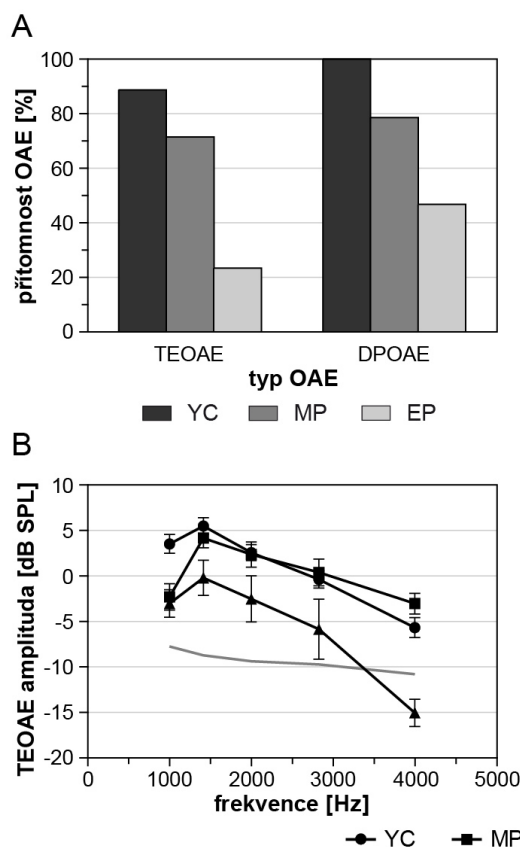 A
přítomnost OAE [%]
100
80
60
40
20
0
TEOAE DPOAE
typ OAE
YC MP EP
B
TEOAE amplituda [dB SPL]
10
5
0
-5
-10
-15
-20
0 1000 2000 3000 4000 5000
frekvence [Hz]
YC MP